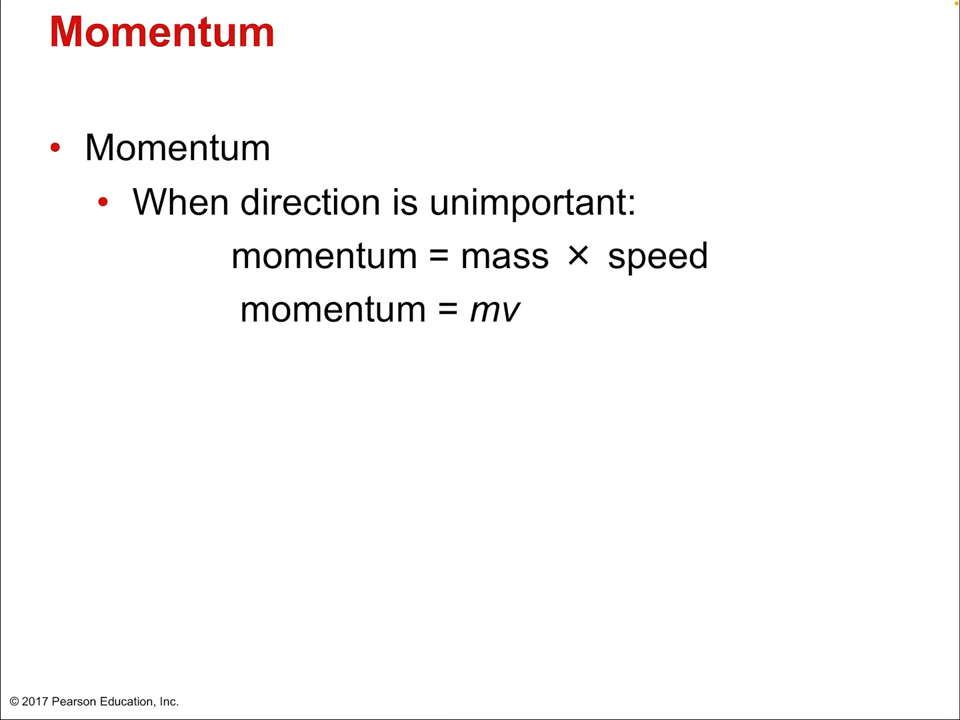 Momentum
• Momentum
• When direction is unimportant:
momentum = mass × speed
momentum = mv
© 2017 Pearson Education, Inc.